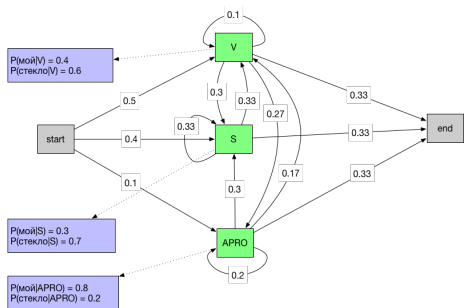 0.1
V
P(мой|V) = 0.4
P(стекло|V) = 0.6
0.3
0.33
0.33
0.5
0.27
0.33
start
0.4
S
0.33
end
0.3
0.17
0.33
0.1
P(мой|S) = 0.3
P(стекло|S) = 0.7
APRO
0.2
P(мой|APRO) = 0.8
P(стекло|APRO) = 0.2